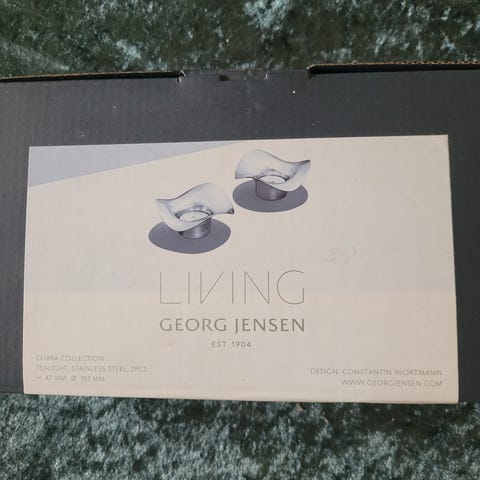 LIVING
GEORG JENSEN
EST. 1904
COBRA COLLECTION
TEALIGHT, STAINLESS STEEL, 2PCS
H: 47 MM, Ø: 101 MM
DESIGN: CONSTANTIN WORTMANN
WWW.GEORGJENSEN.COM